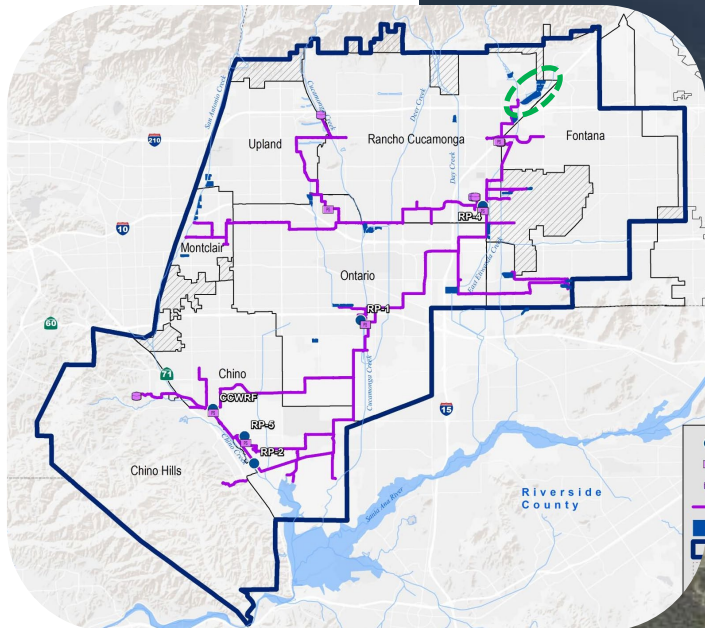 San Antonio Creek
Cucamonga Creek
Deer Creek
Day Creek
210
Upland
Rancho Cucamonga
Fontana
RP-4
10
Montclair
Ontario
East Etiwanda Creek
60
RP-1
71
Chino
Cucamonga Creek
CCWRF
15
RP-5
RP-2
Chino Creek
Chino Hills
Santa Ana River
Riverside
County